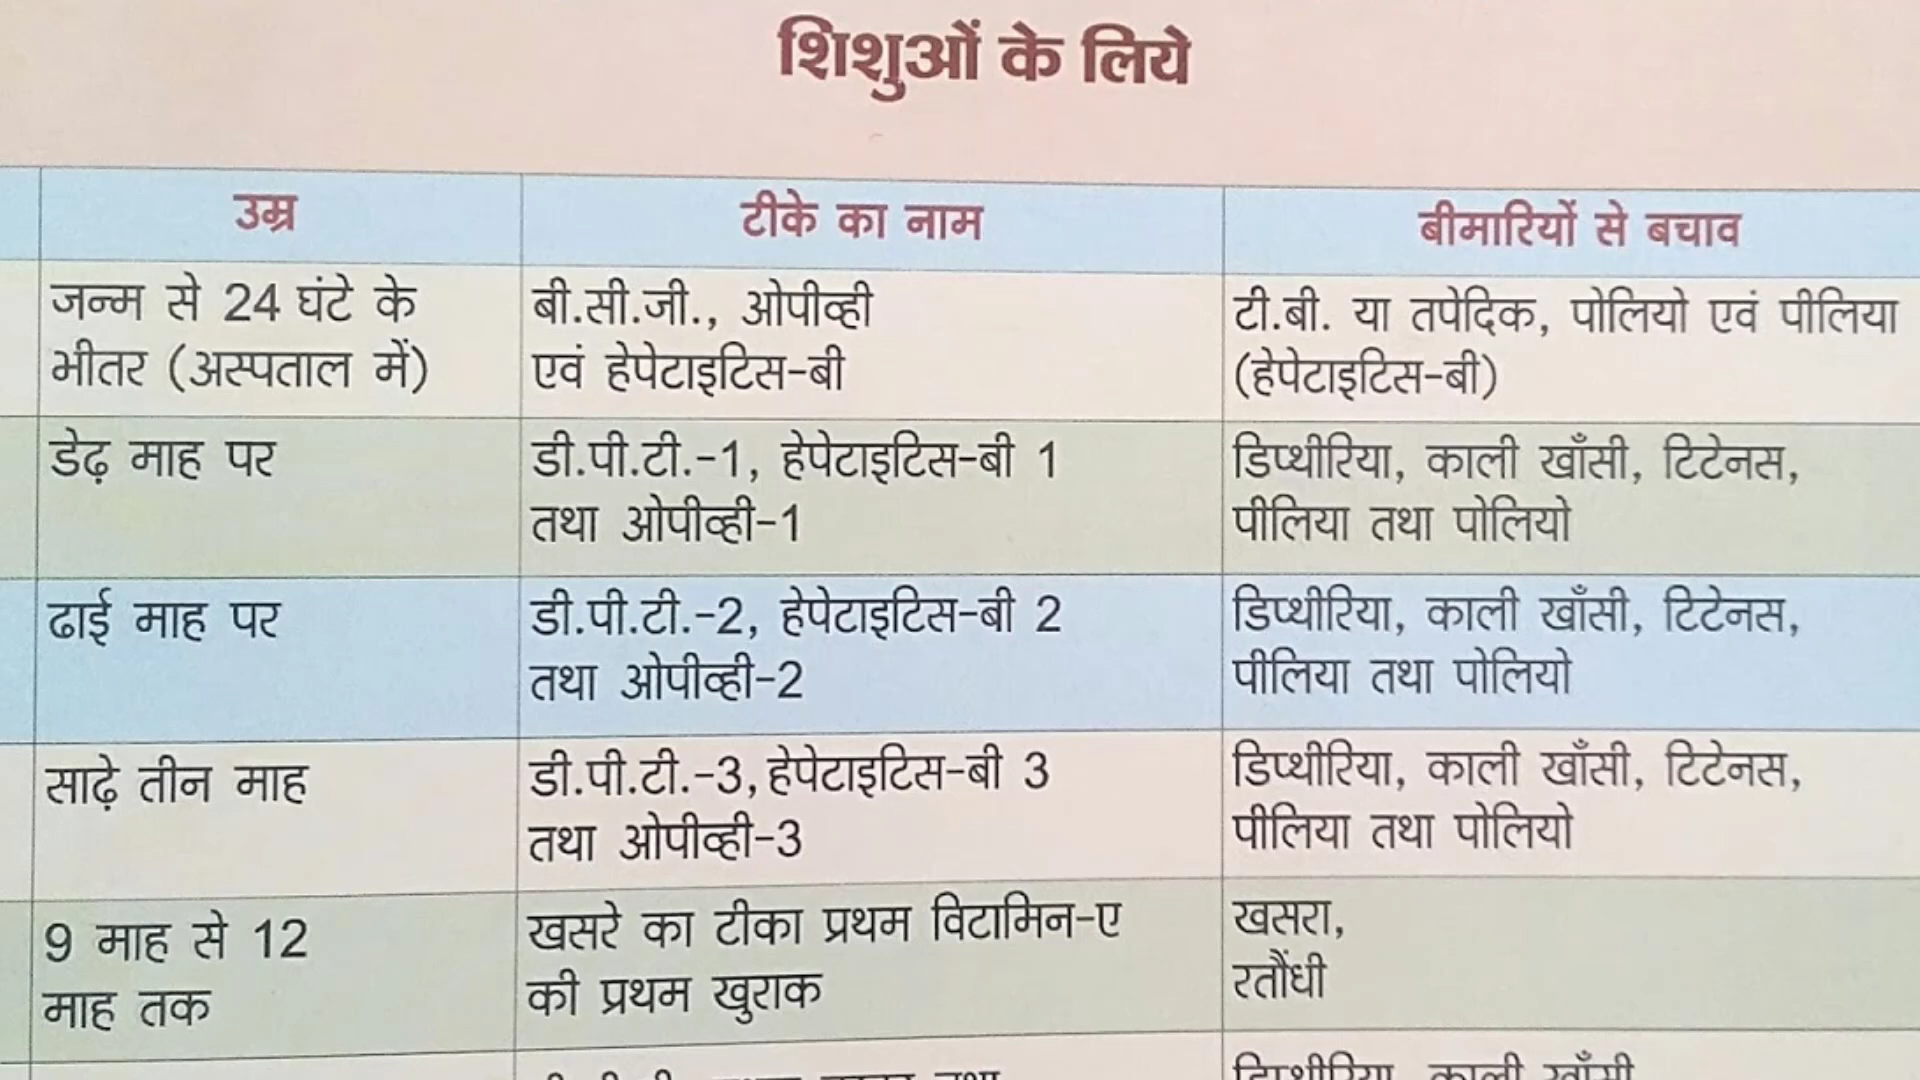 शिशुओं के लिये
उम्र टीके का नाम बीमारियों से बचाव
जन्म से 24 घंटे के
भीतर (अस्पताल में)
बी.सी.जी., ओपीव्ही
एवं हेपेटाइटिस-बी
टी.बी. या तपेदिक, पोलियो एवं पीलिया
(हेपेटाइटिस-बी)
डेढ़ माह पर
डी.पी.टी.-1, हेपेटाइटिस-बी 1
तथा ओपीव्ही-1
डिप्थीरिया, काली खाँसी, टिटेनस,
पीलिया तथा पोलियो
ढाई माह पर
डी.पी.टी.-2, हेपेटाइटिस-बी 2
तथा ओपीव्ही-2
डिप्थीरिया, काली खाँसी, टिटेनस,
पीलिया तथा पोलियो
साढ़े तीन माह
डी.पी.टी.-3, हेपेटाइटिस-बी 3
तथा ओपीव्ही-3
डिप्थीरिया, काली खाँसी, टिटेनस,
पीलिया तथा पोलियो
9 माह से 12
माह तक
खसरे का टीका प्रथम विटामिन-ए
की प्रथम खुराक
खसरा,
रतौंधी
डिप्थीरिया, काली खाँसी